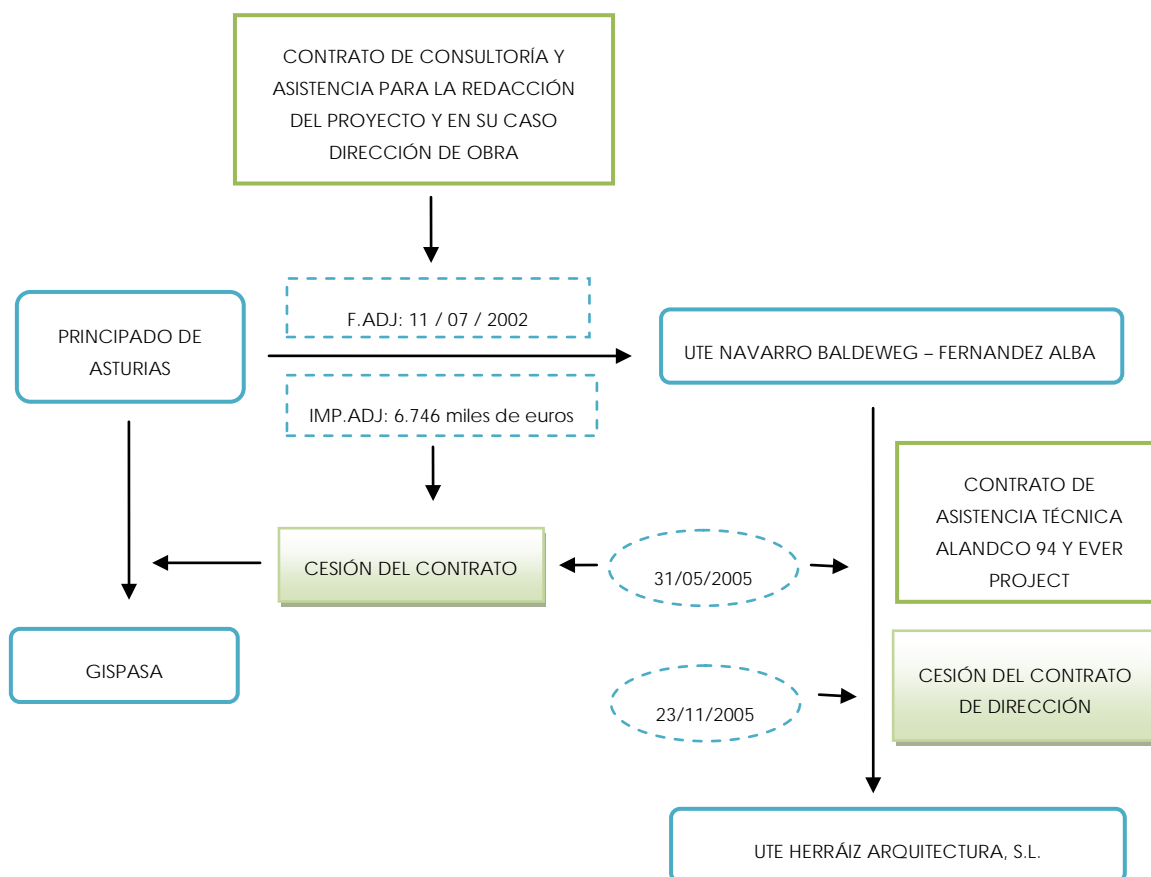 CONTRATO DE CONSULTORÍA Y
ASISTENCIA PARA LA REDACCIÓN
DEL PROYECTO Y EN SU CASO
DIRECCIÓN DE OBRA
F.ADJ: 11 / 07 / 2002
PRINCIPADO DE
ASTURIAS
UTE NAVARRO BALDEWEG – FERNANDEZ ALBA
IMP.ADJ: 6.746 miles de euros
CONTRATO DE
ASISTENCIA TÉCNICA
ALANDCO 94 Y EVER
PROJECT
CESIÓN DEL CONTRATO
31/05/2005
GISPASA
CESIÓN DEL CONTRATO
DE DIRECCIÓN
23/11/2005
UTE HERRÁIZ ARQUITECTURA, S.L.